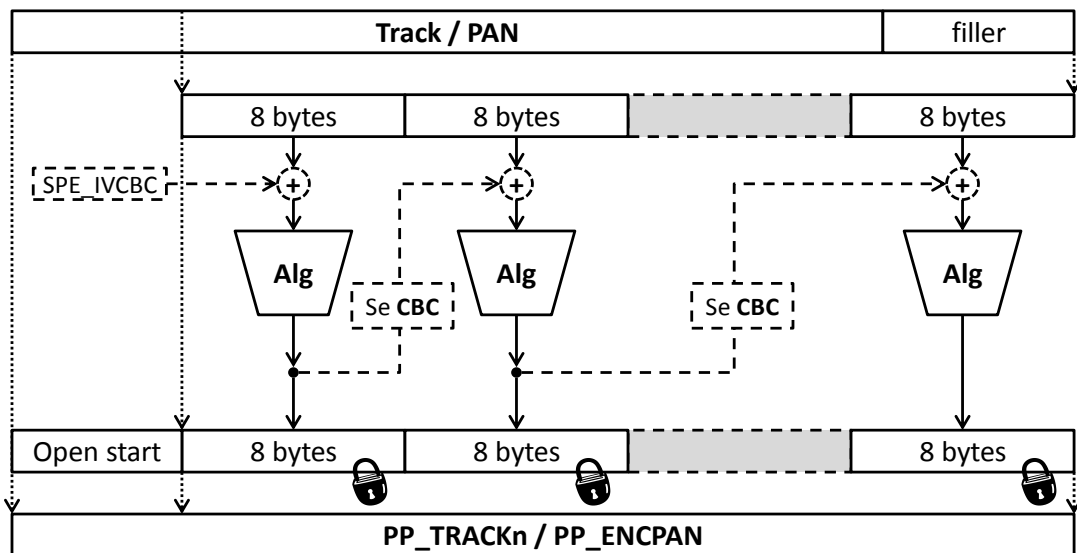 Track / PAN filler
8 bytes 8 bytes 8 bytes
SPE_IVCBC + + +
Alg Alg Alg
Se CBC Se CBC
Open start 8 bytes 8 bytes 8 bytes
PP_TRACKn / PP_ENCPAN